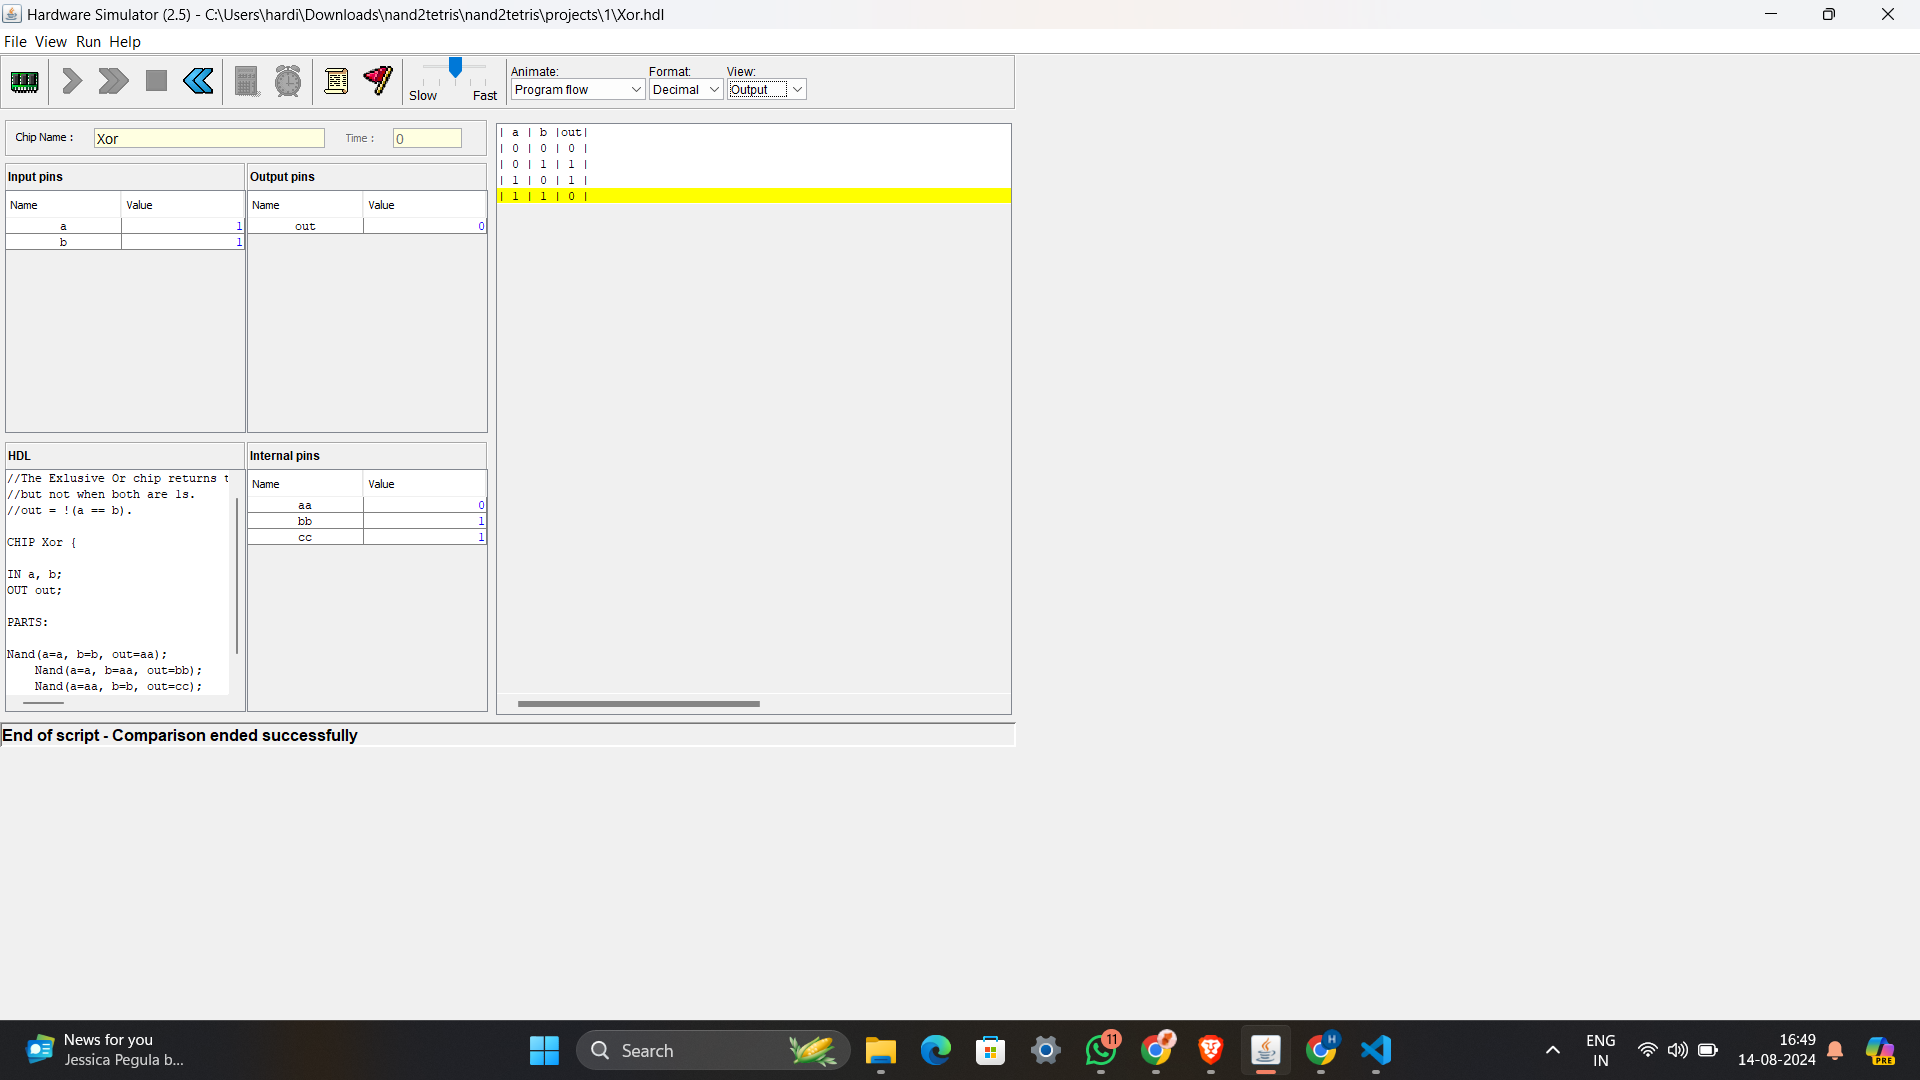 Hardware Simulator (2.5) - C:\Users\hardi\Downloads\nand2tetris\nand2tetris\projects\1\Xor.hdl
File View Run Help
Slow Fast
Animate: Format: View:
Program flow Decimal Output
Chip Name : Xor Time : 0
Input pins
Name Value
a 1
b 1
Output pins
Name Value
out 0
| a | b |out|
| 0 | 0 | 0 |
| 0 | 1 | 1 |
| 1 | 0 | 1 |
| 1 | 1 | 0 |
HDL
//The Exlusive Or chip returns t
//but not when both are 1s.
//out = !(a == b).
CHIP Xor {
IN a, b;
OUT out;
PARTS:
Nand(a=a, b=b, out=aa);
Nand(a=a, b=aa, out=bb);
Nand(a=aa, b=b, out=cc);
Internal pins
Name Value
aa 0
bb 1
cc 1
End of script - Comparison ended successfully
News for you
Jessica Pegula b...
Search
11
H
ENG
IN
16:49
14-08-2024
PRE